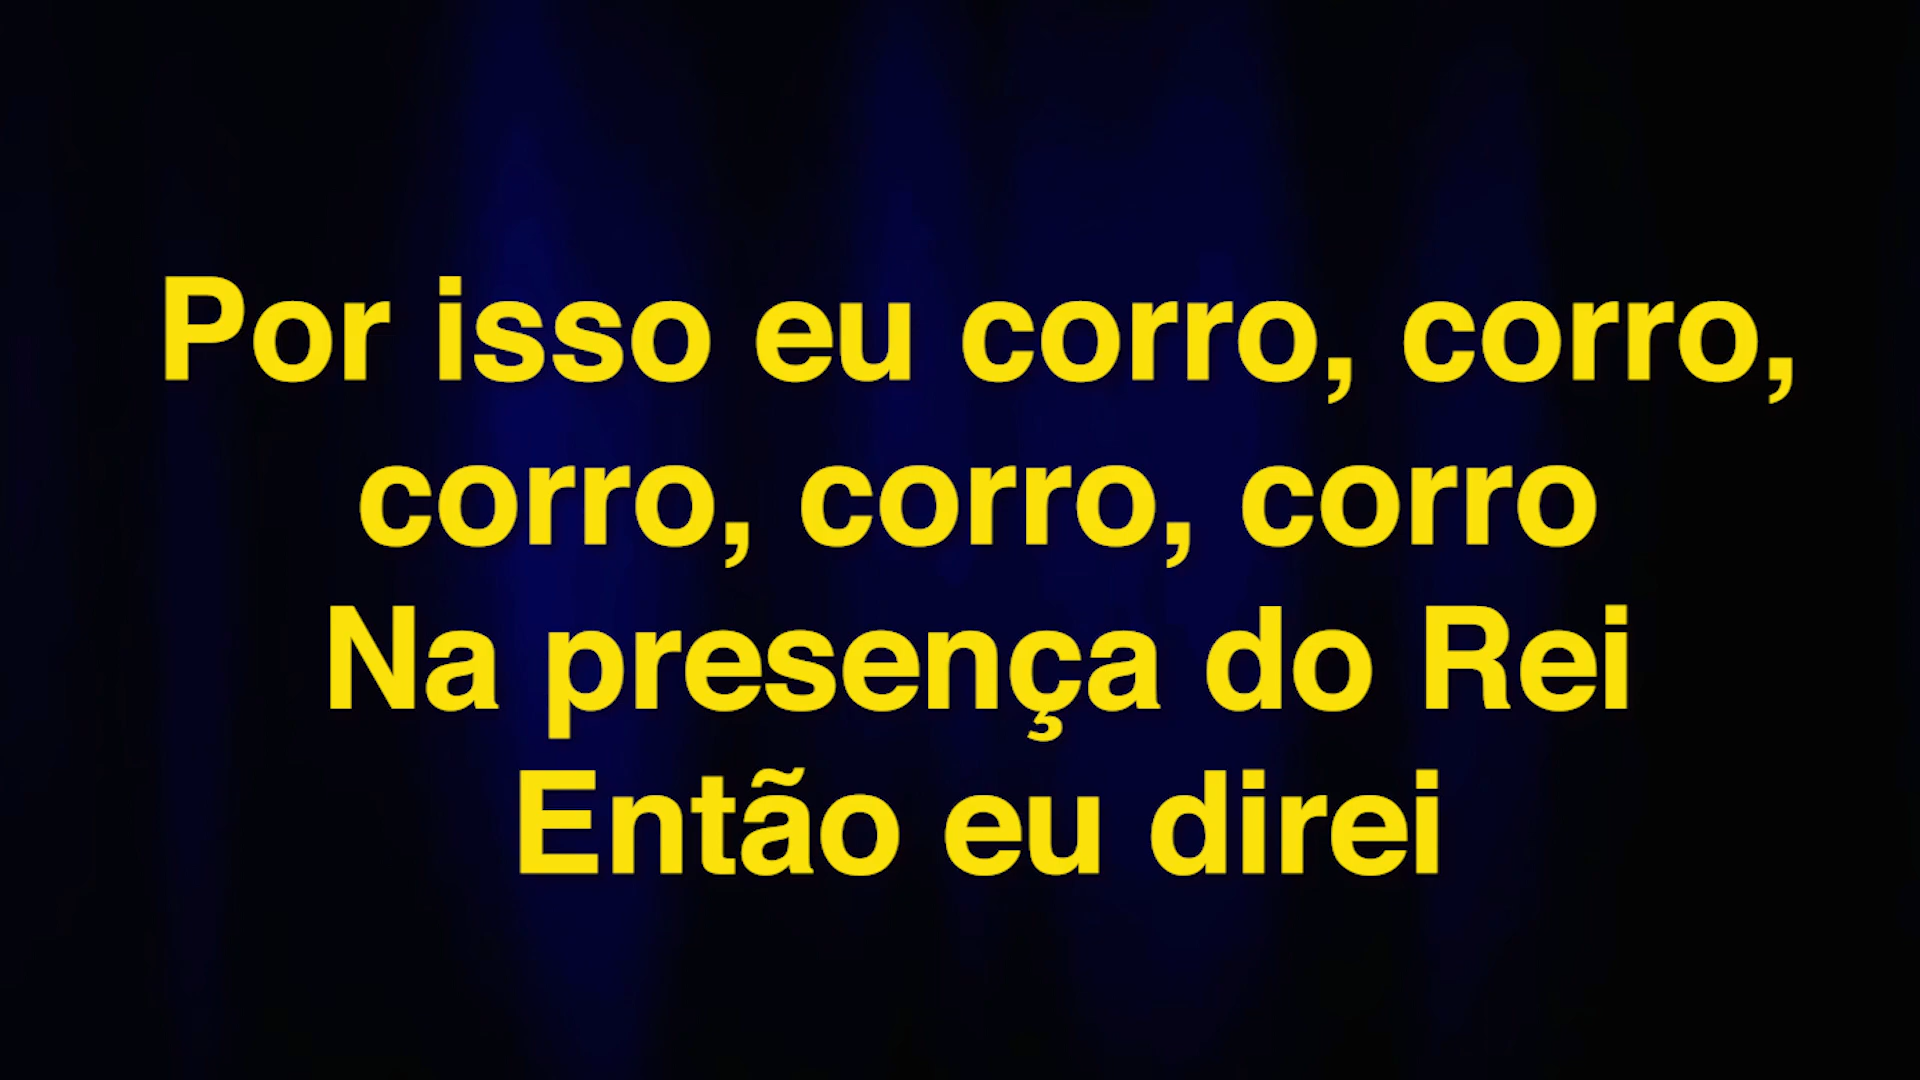 Por isso eu corro, corro,
corro, corro, corro
Na presença do Rei
Então eu direi